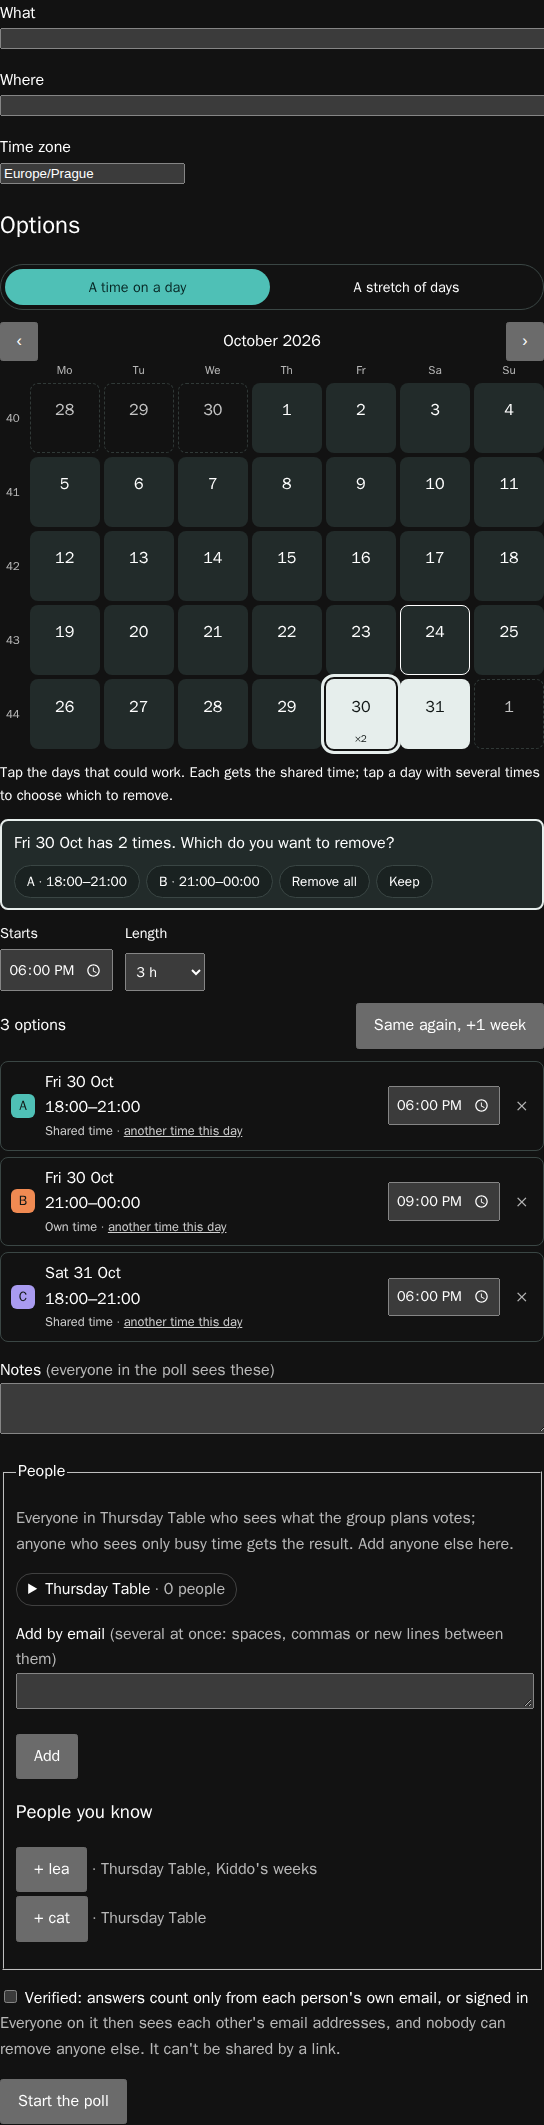 What
Where
Time zone
Europe/Prague
Options
A time on a day
A stretch of days
‹ October 2026 ›
Mo Tu We Th Fr Sa Su
40 28 29 30 1 2 3 4
41 5 6 7 8 9 10 11
42 12 13 14 15 16 17 18
43 19 20 21 22 23 24 25
44 26 27 28 29 30 31 1
×2
Tap the days that could work. Each gets the shared time; tap a day with several times
to choose which to remove.
Fri 30 Oct has 2 times. Which do you want to remove?
A · 18:00–21:00 B · 21:00–00:00 Remove all Keep
Starts Length
06:00 PM 3 h
3 options Same again, +1 week
Fri 30 Oct
A 18:00–21:00 06:00 PM ×
Shared time · another time this day
Fri 30 Oct
B 21:00–00:00 09:00 PM ×
Own time · another time this day
Sat 31 Oct
C 18:00–21:00 06:00 PM ×
Shared time · another time this day
Notes (everyone in the poll sees these)
People
Everyone in Thursday Table who sees what the group plans votes;
anyone who sees only busy time gets the result. Add anyone else here.
▶ Thursday Table · 0 people
Add by email (several at once: spaces, commas or new lines between
them)
Add
People you know
+ lea · Thursday Table, Kiddo's weeks
+ cat · Thursday Table
Verified: answers count only from each person's own email, or signed in
Everyone on it then sees each other's email addresses, and nobody can
remove anyone else. It can't be shared by a link.
Start the poll